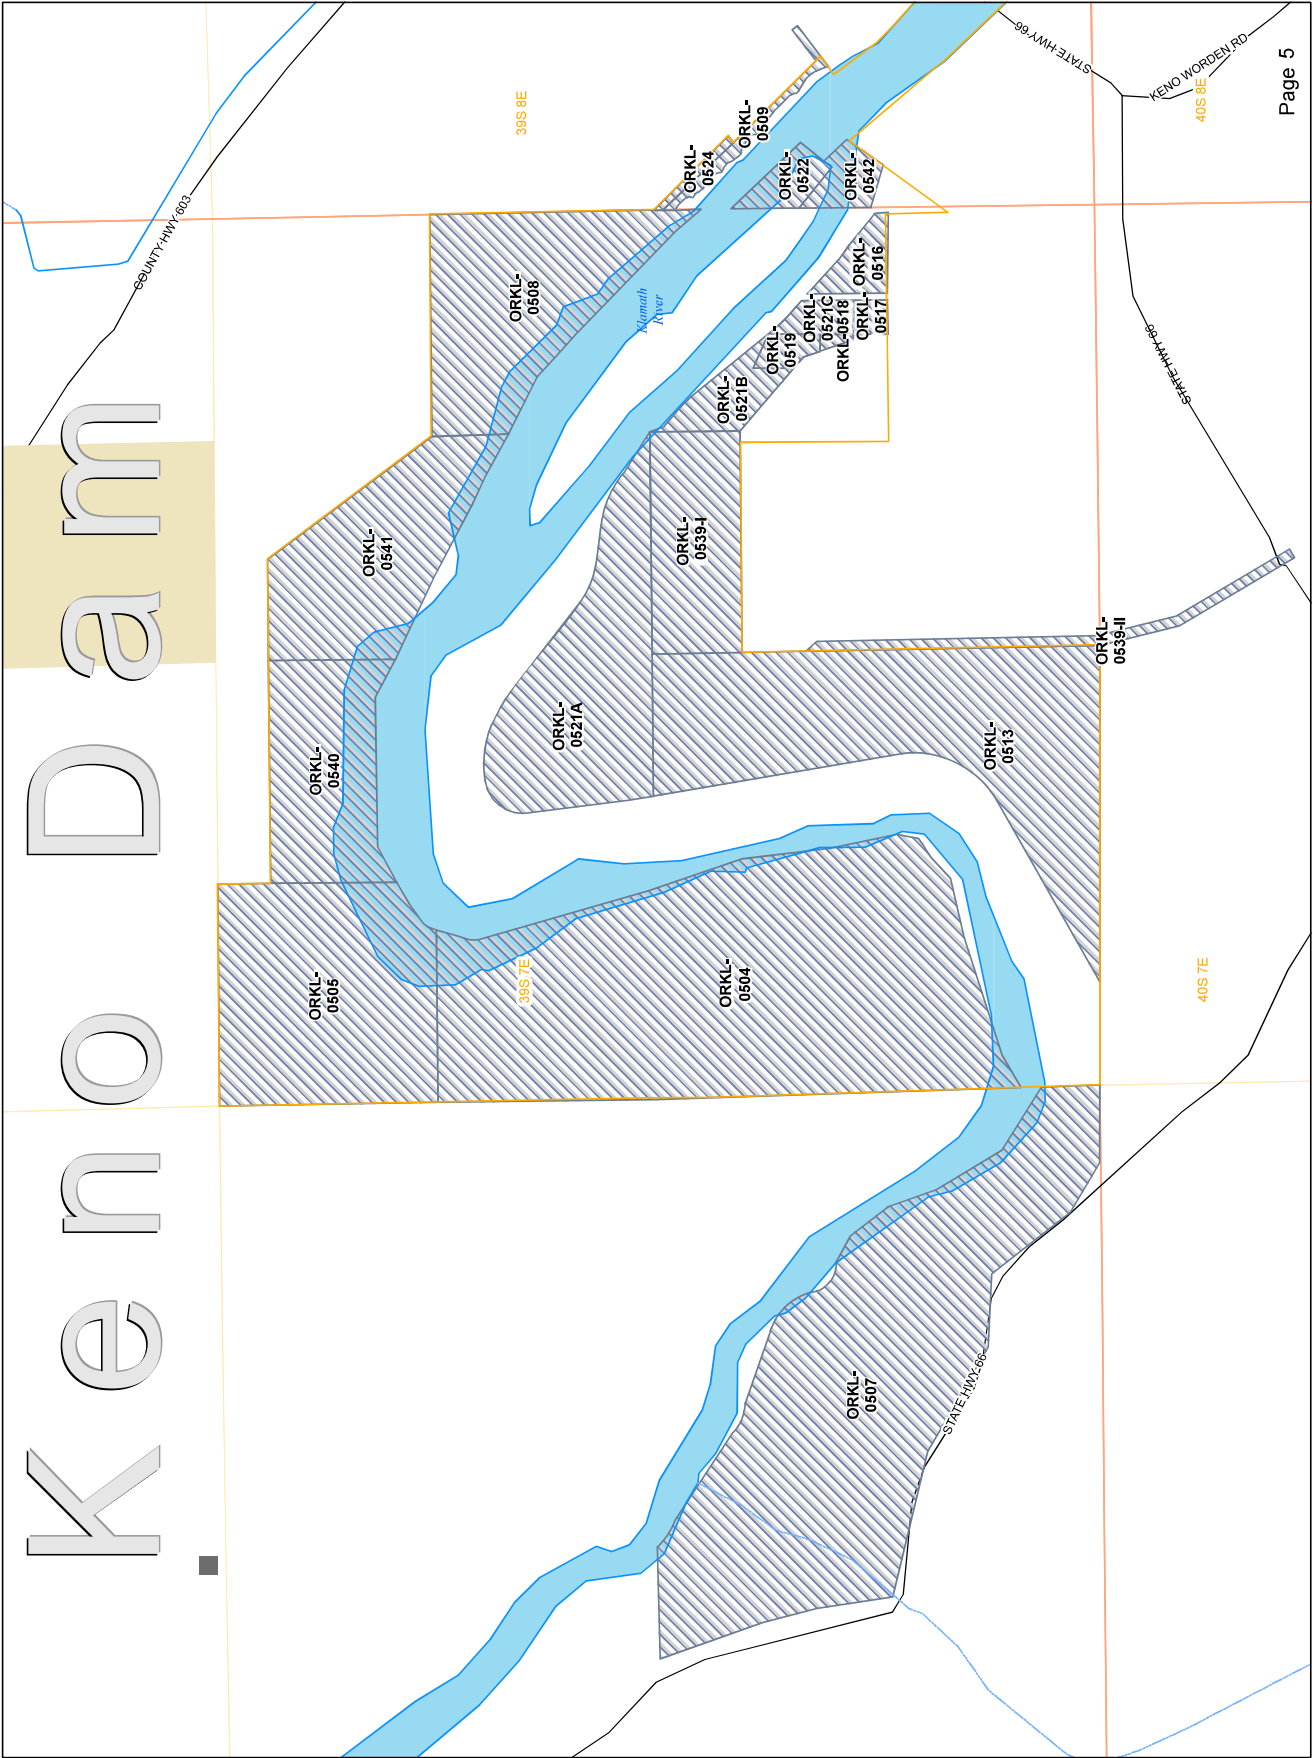 Keno Dam
COUNTY HWY 603
39S 8E
ORKL-
0524
ORKL-
0509
STATE HWY 66
KENO WORDEN RD
40S 8E
Page 5
ORKL-
0522
ORKL-
0542
ORKL-
0508
Klamath
River
ORKL-
0516
ORKL-
0517
ORKL-0518
ORKL-
0521C
ORKL-
0519
ORKL-
0521B
STATE HWY 66
ORKL-
0541
ORKL-
0539-I
ORKL-
0539-II
ORKL-
0540
ORKL-
0521A
ORKL-
0513
ORKL-
0505
39S 7E
ORKL-
0504
40S 7E
ORKL-
0507
STATE HWY 66